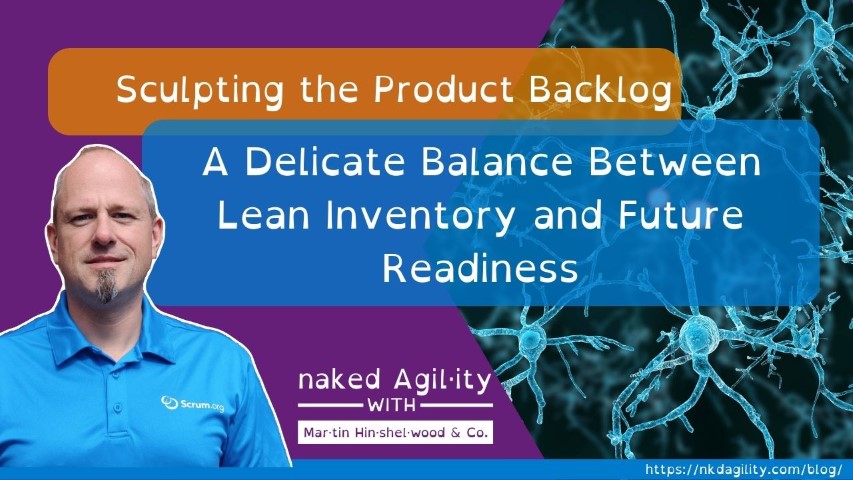 Sculpting the Product Backlog
A Delicate Balance Between
Lean Inventory and Future
Readiness
Scrum.org
naked Agil·ity
WITH
Mar·tin Hin·shel·wood & Co.
https://nkdagility.com/blog/